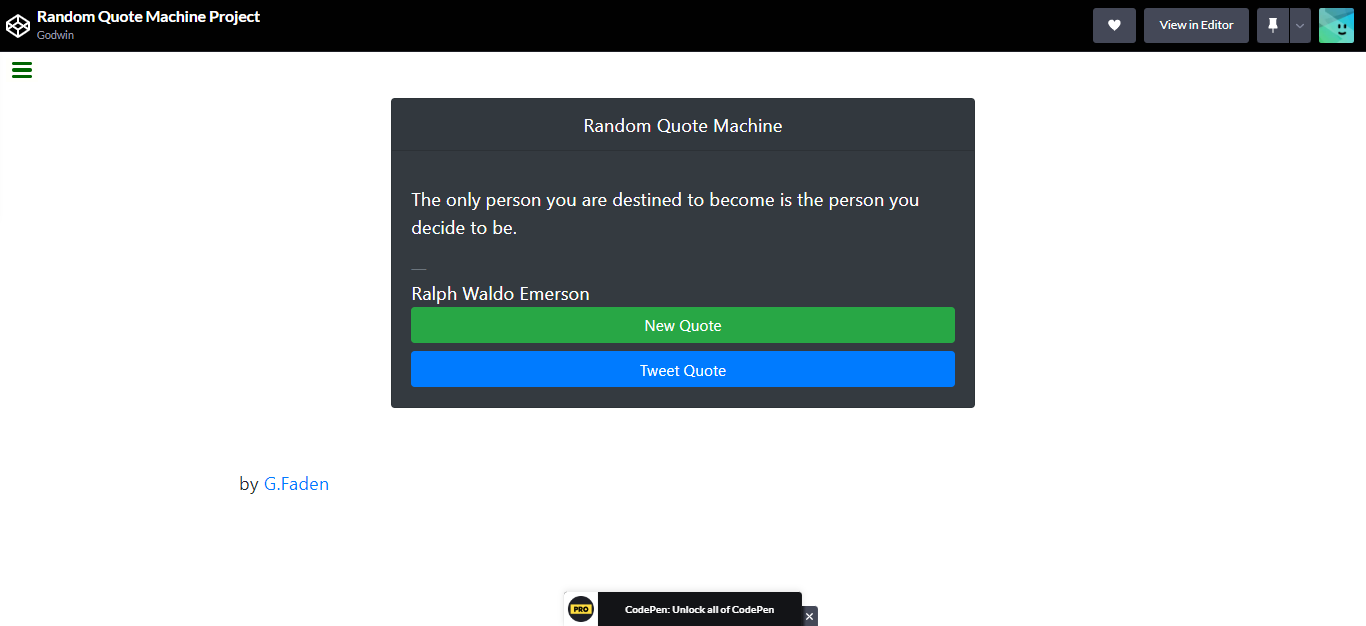 Random Quote Machine Project
Godwin
View in Editor
Random Quote Machine
The only person you are destined to become is the person you
decide to be.
—
Ralph Waldo Emerson
New Quote
Tweet Quote
by G.Faden
PRO
CodePen: Unlock all of CodePen